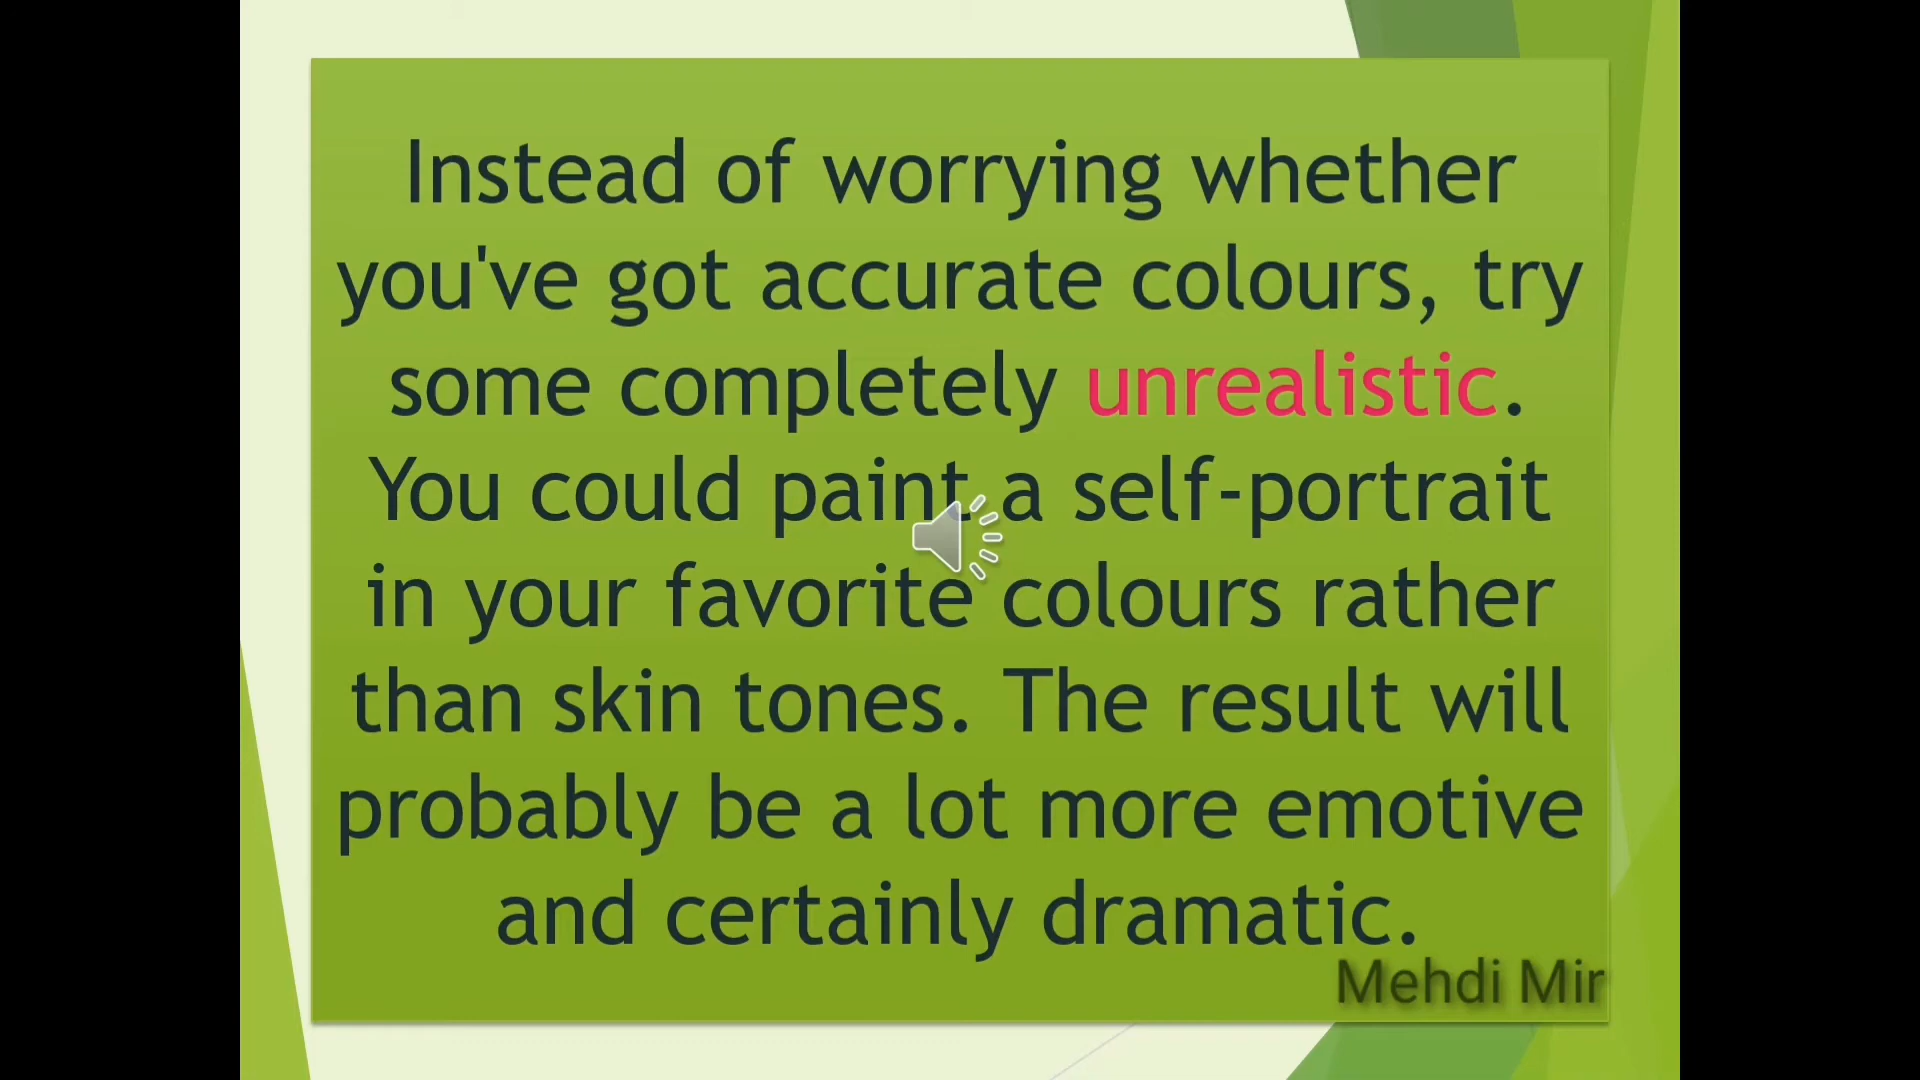 Instead of worrying whether
you've got accurate colours, try
some completely unrealistic.
You could paint a self-portrait
in your favorite colours rather
than skin tones. The result will
probably be a lot more emotive
and certainly dramatic.
Mehdi Mir